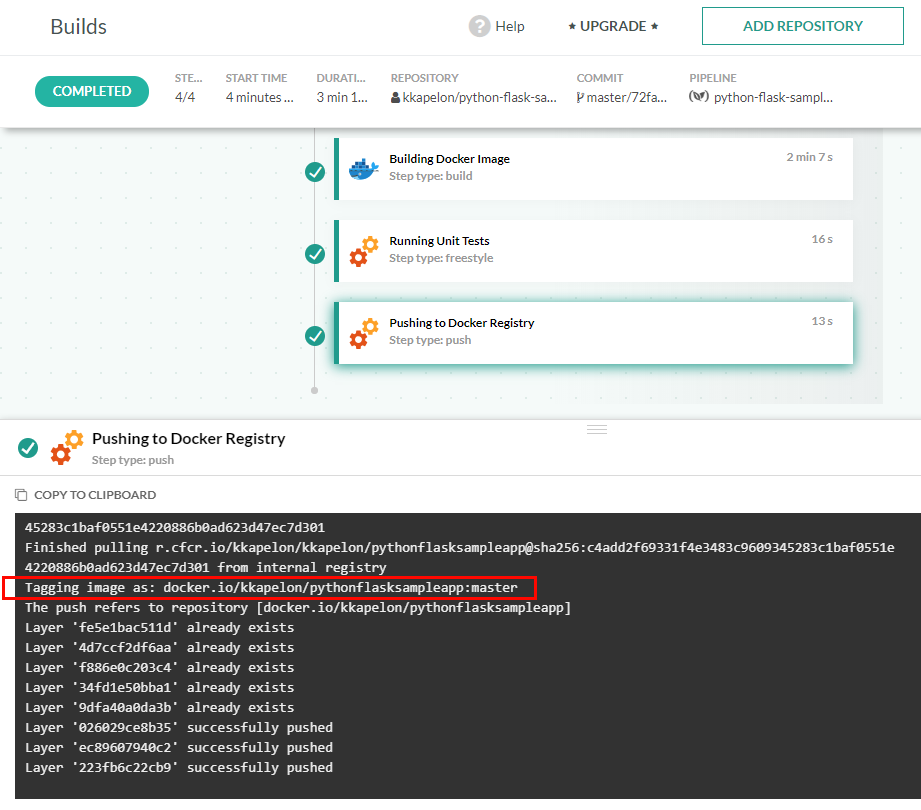 Builds
? Help
★ UPGRADE ★
ADD REPOSITORY
COMPLETED
STE...
4/4
START TIME
4 minutes ...
DURATI...
3 min 1...
REPOSITORY
kkapelon/python-flask-sa...
COMMIT
master/72fa...
PIPELINE
python-flask-sampl...
Building Docker Image
2 min 7 s
Step type: build
Running Unit Tests
16 s
Step type: freestyle
Pushing to Docker Registry
13 s
Step type: push
Pushing to Docker Registry
Step type: push
COPY TO CLIPBOARD
45283c1baf0551e4220886b0ad623d47ec7d301
Finished pulling r.cfcr.io/kkapelon/kkapelon/pythonflasksampleapp@sha256:c4add2f69331f4e3483c9609345283c1baf0551e
4220886b0ad623d47ec7d301 from internal registry
Tagging image as: docker.io/kkapelon/pythonflasksampleapp:master
The push refers to repository [docker.io/kkapelon/pythonflasksampleapp]
Layer 'fe5e1bac511d' already exists
Layer '4d7ccf2df6aa' already exists
Layer 'f886e0c203c4' already exists
Layer '34fd1e50bba1' already exists
Layer '9dfa40a0da3b' already exists
Layer '026029ce8b35' successfully pushed
Layer 'ec89607940c2' successfully pushed
Layer '223fb6c22cb9' successfully pushed